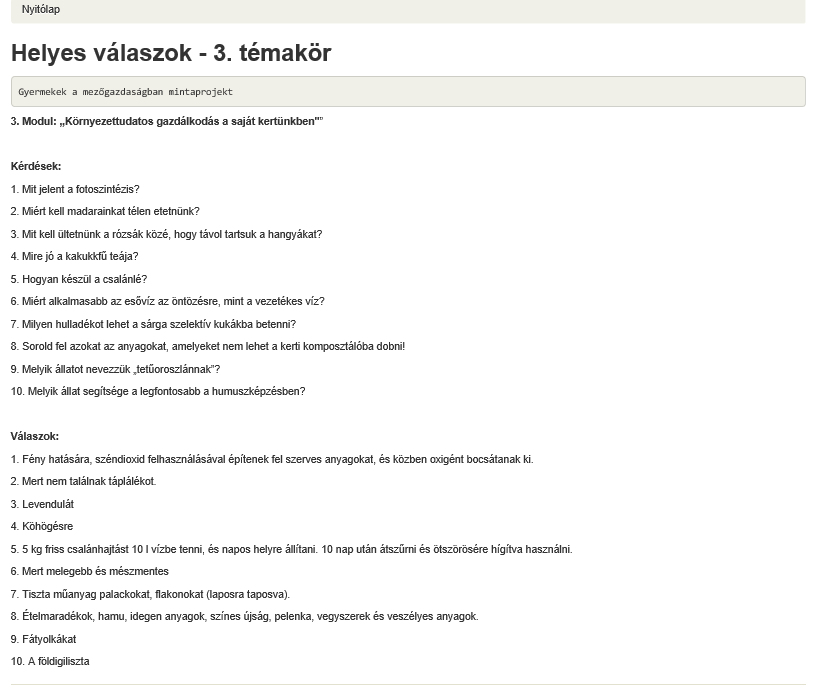 Nyitólap
Helyes válaszok - 3. témakör
Gyermekek a mezőgazdaságban mintaprojekt
3. Modul: „Környezettudatos gazdálkodás a saját kertünkben"”
Kérdések:
1. Mit jelent a fotoszintézis?
2. Miért kell madarainkat télen etetnünk?
3. Mit kell ültetnünk a rózsák közé, hogy távol tartsuk a hangyákat?
4. Mire jó a kakukkfű teája?
5. Hogyan készül a csalánlé?
6. Miért alkalmasabb az esővíz az öntözésre, mint a vezetékes víz?
7. Milyen hulladékot lehet a sárga szelektív kukákba betenni?
8. Sorold fel azokat az anyagokat, amelyeket nem lehet a kerti komposztálóba dobni!
9. Melyik állatot nevezzük „tetűoroszlánnak”?
10. Melyik állat segítsége a legfontosabb a humuszképzésben?
Válaszok:
1. Fény hatására, széndioxid felhasználásával építenek fel szerves anyagokat, és közben oxigént bocsátanak ki.
2. Mert nem találnak táplálékot.
3. Levendulát
4. Köhögésre
5. 5 kg friss csalánhajtást 10 l vízbe tenni, és napos helyre állítani. 10 nap után átszűrni és ötszörösére hígítva használni.
6. Mert melegebb és mészmentes
7. Tiszta műanyag palackokat, flakonokat (laposra taposva).
8. Ételmaradékok, hamu, idegen anyagok, színes újság, pelenka, vegyszerek és veszélyes anyagok.
9. Fátyolkákat
10. A földigiliszta